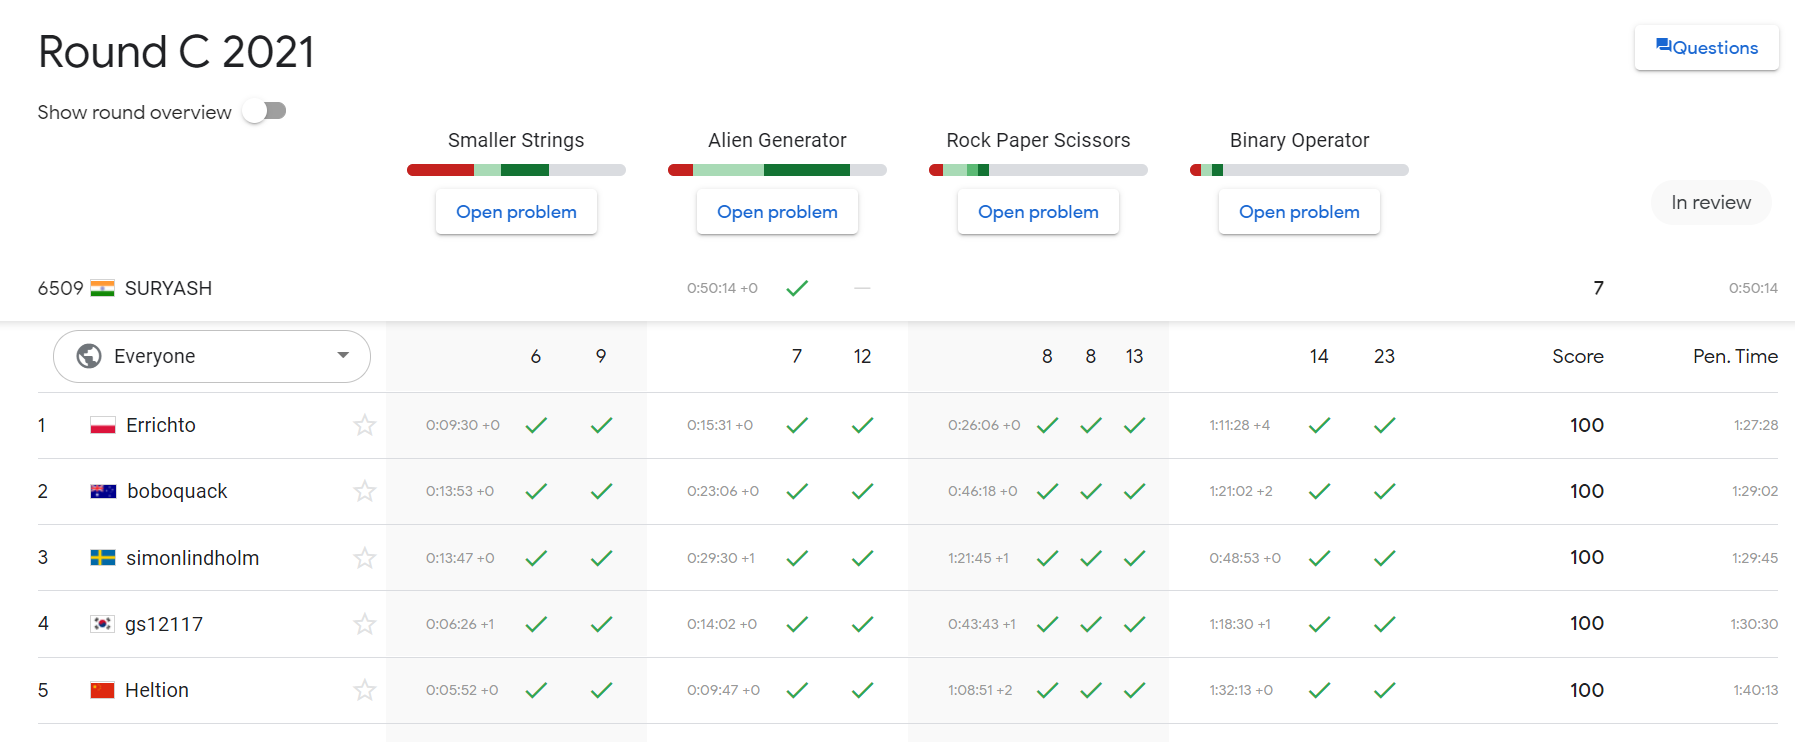 Round C 2021
Questions
Show round overview
Smaller Strings Alien Generator Rock Paper Scissors Binary Operator
Open problem Open problem Open problem Open problem
In review
6509 SURYASH 0:50:14 +0 — 7 0:50:14
Everyone 6 9 7 12 8 8 13 14 23 Score Pen. Time
1 Errichto 0:09:30 +0 0:15:31 +0 0:26:06 +0 1:11:28 +4 100 1:27:28
2 boboquack 0:13:53 +0 0:23:06 +0 0:46:18 +0 1:21:02 +2 100 1:29:02
3 simonlindholm 0:13:47 +0 0:29:30 +1 1:21:45 +1 0:48:53 +0 100 1:29:45
4 gs12117 0:06:26 +1 0:14:02 +0 0:43:43 +1 1:18:30 +1 100 1:30:30
5 Heltion 0:05:52 +0 0:09:47 +0 1:08:51 +2 1:32:13 +0 100 1:40:13